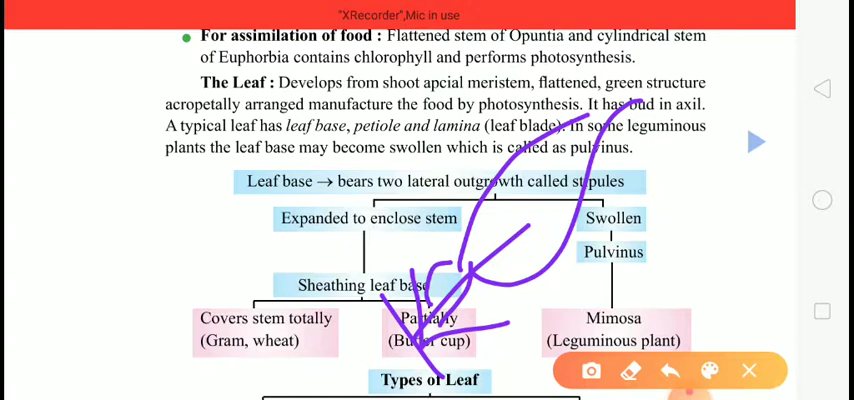 "XRecorder",Mic in use
For assimilation of food : Flattened stem of Opuntia and cylindrical stem
of Euphorbia contains chlorophyll and performs photosynthesis.
The Leaf : Develops from shoot apcial meristem, flattened, green structure
acropetally arranged manufacture the food by photosynthesis. It has bud in axil.
A typical leaf has leaf base, petiole and lamina (leaf blade). In some leguminous
plants the leaf base may become swollen which is called as pulvinus.
Leaf base → bears two lateral outgrowth called stipules
Expanded to enclose stem Swollen
Pulvinus
Sheathing leaf base
Covers stem totally Partially Mimosa
(Gram, wheat) (Butter cup) (Leguminous plant)
Types of Leaf